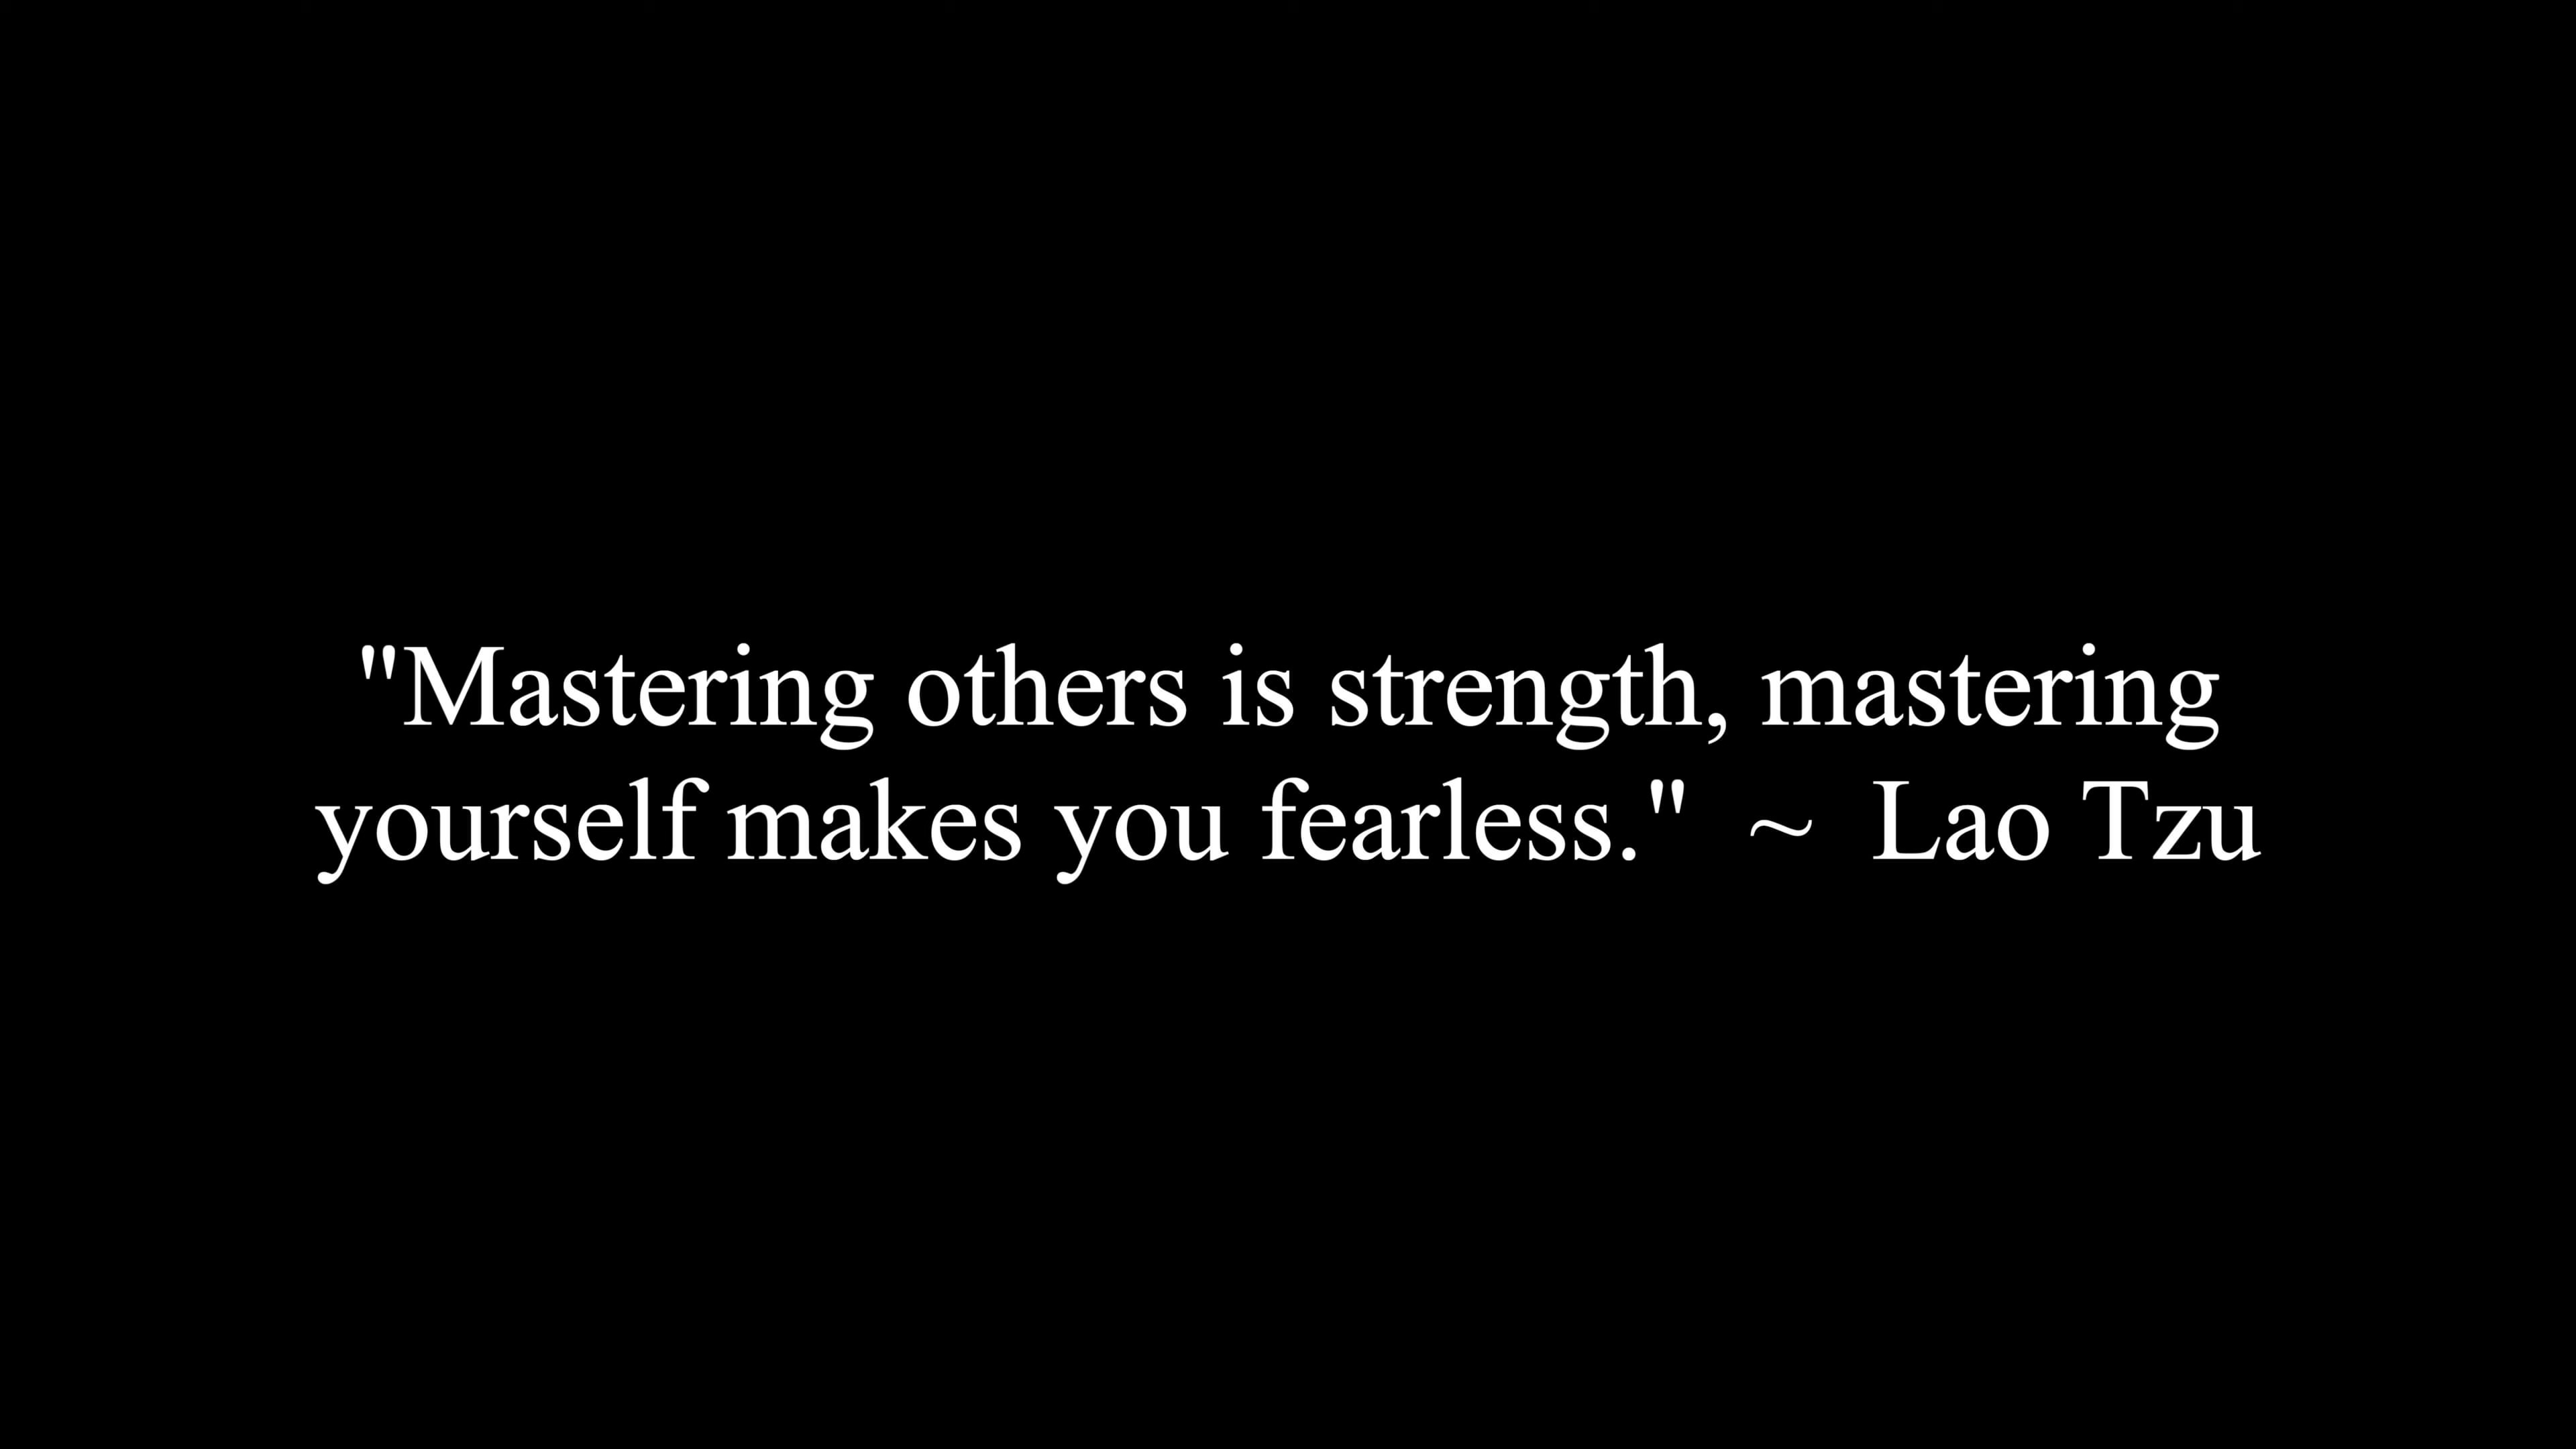 "Mastering others is strength, mastering
yourself makes you fearless."  ~  Lao Tzu